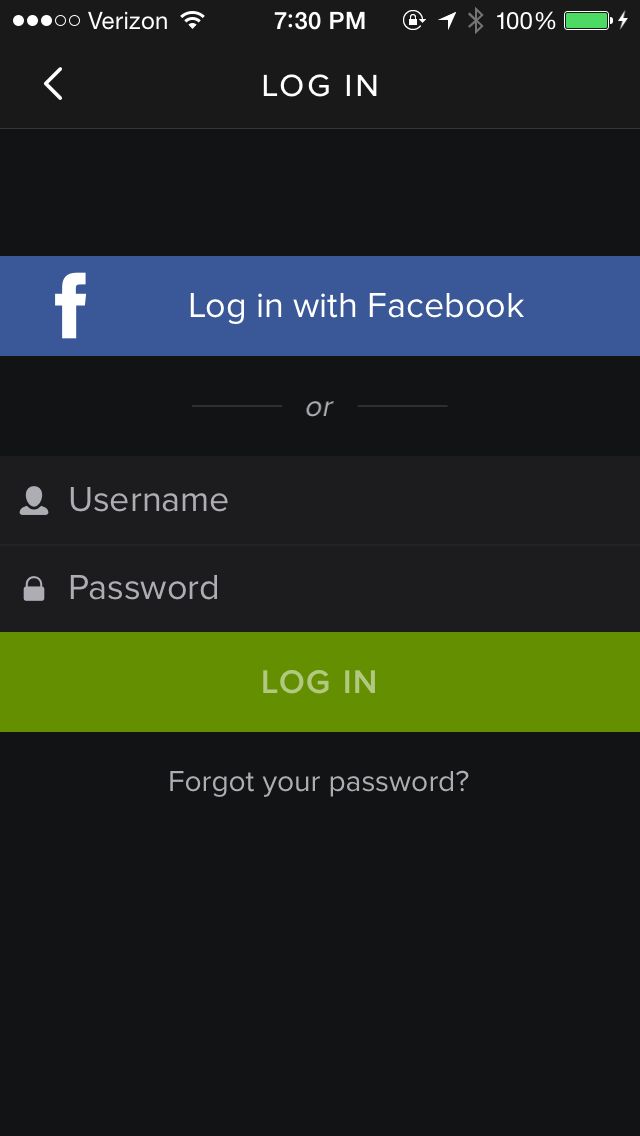 Verizon 7:30 PM 100%
LOG IN
f Log in with Facebook
or
Username
Password
LOG IN
Forgot your password?